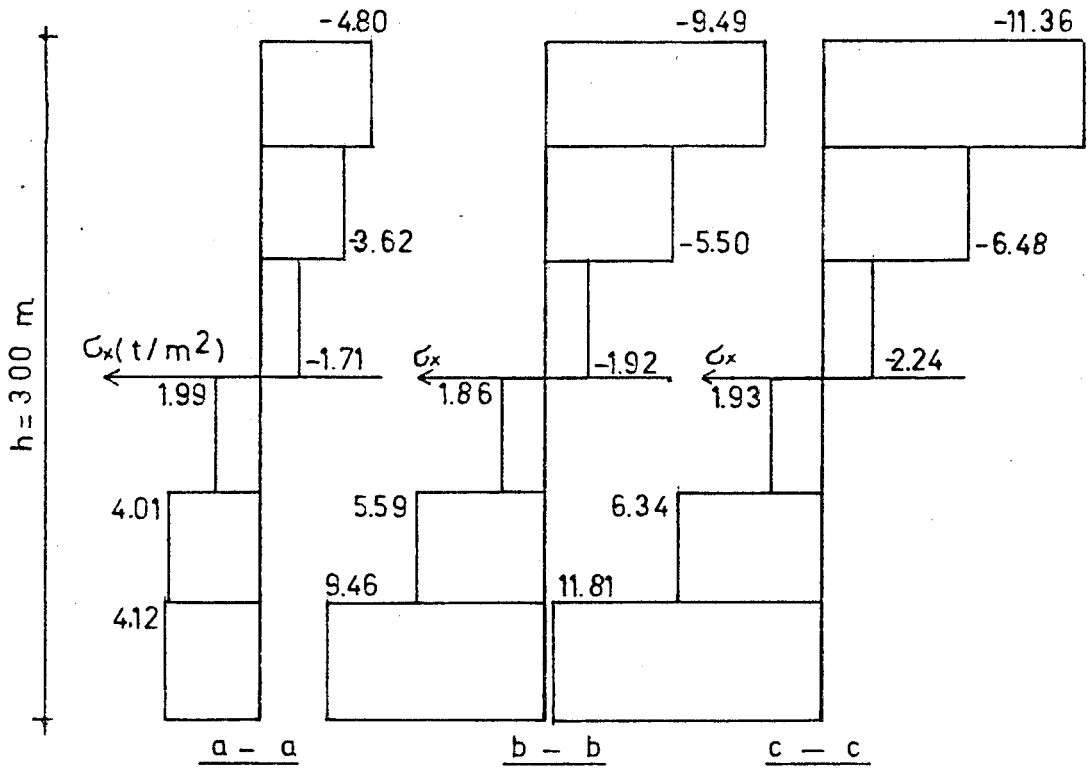 -4.80
-9.49
-11.36
-3.62
-5.50
-6.48
h = 3.00 m
σx (t/m²)
-1.71
σx
-1.92
σx
-2.24
1.99
1.86
1.93
4.01
5.59
6.34
4.12
9.46
11.81
a - a
b - b
c - c